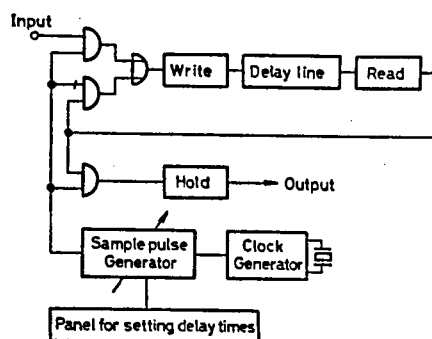 Input
Write
Delay line
Read
Hold
Output
Sample pulse
Generator
Clock
Generator
Panel for setting delay times